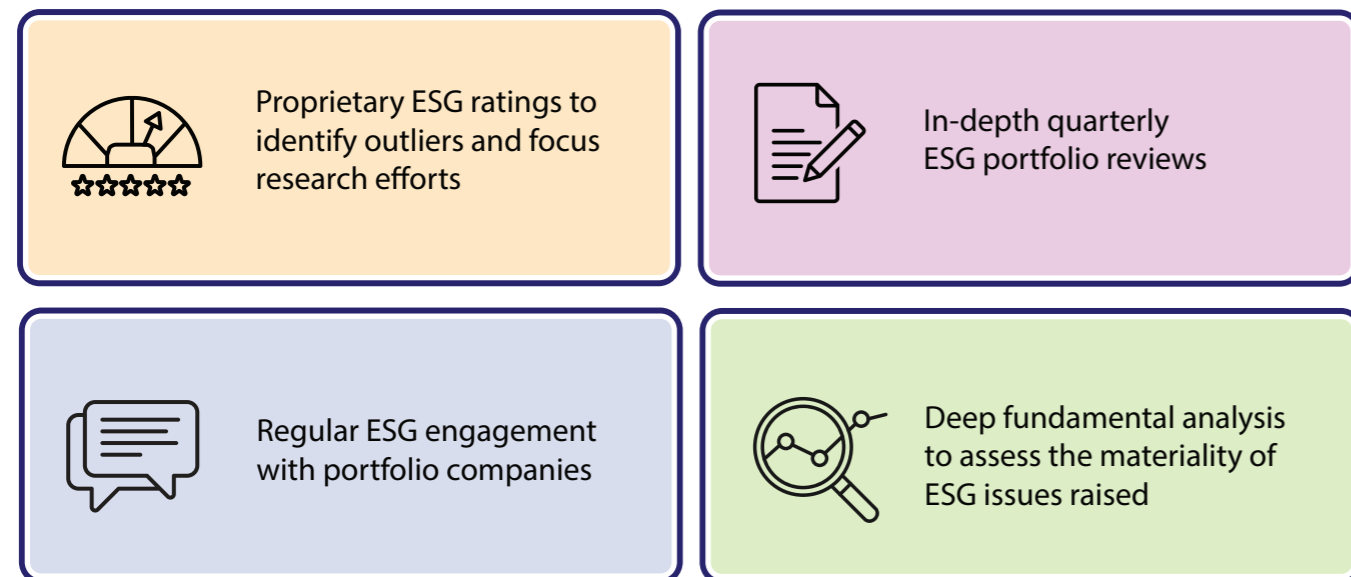 Proprietary ESG ratings to
identify outliers and focus
research efforts
In-depth quarterly
ESG portfolio reviews
Regular ESG engagement
with portfolio companies
Deep fundamental analysis
to assess the materiality of
ESG issues raised